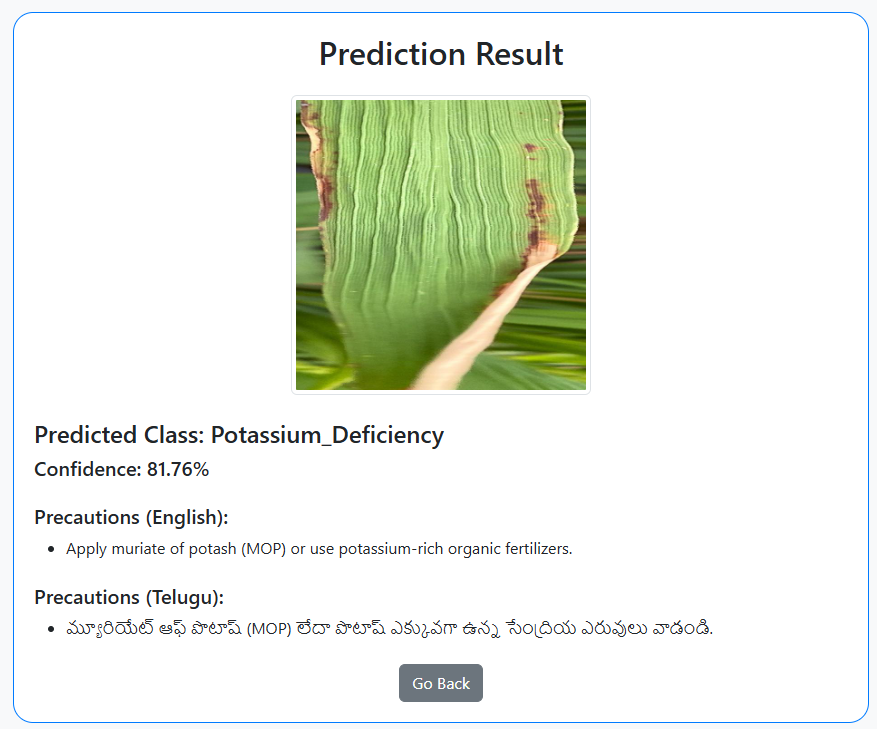 Prediction Result
Predicted Class: Potassium_Deficiency
Confidence: 81.76%
Precautions (English):
Apply muriate of potash (MOP) or use potassium-rich organic fertilizers.
Precautions (Telugu):
మ్యూరియేట్ ఆఫ్ పొటాష్ (MOP) లేదా పొటాష్ ఎక్కువగా ఉన్న సేంద్రియ ఎరువులు వాడండి.
Go Back